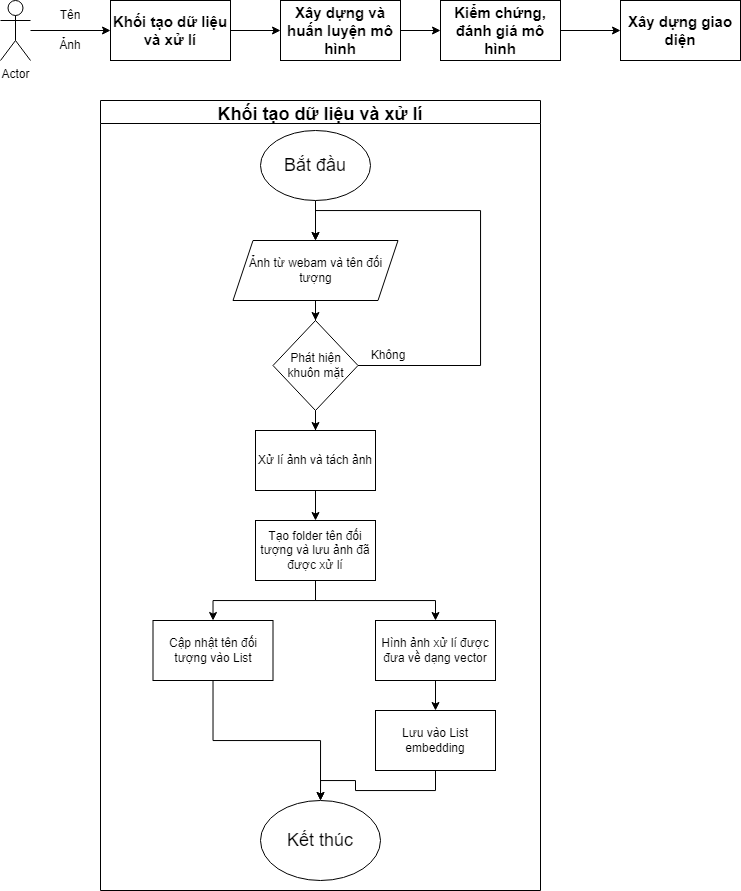 Tên
Ảnh
Actor
Khối tạo dữ liệu
và xử lí
Xây dựng và
huấn luyện mô
hình
Kiểm chứng,
đánh giá mô
hình
Xây dựng giao
diện
Khối tạo dữ liệu và xử lí
Bắt đầu
Ảnh từ webam và tên đối
tượng
Phát hiện
khuôn mặt
Không
Xử lí ảnh và tách ảnh
Tạo folder tên đối
tượng và lưu ảnh đã
được xử lí
Cập nhật tên đối
tượng vào List
Hình ảnh xử lí được
đưa về dạng vector
Lưu vào List
embedding
Kết thúc